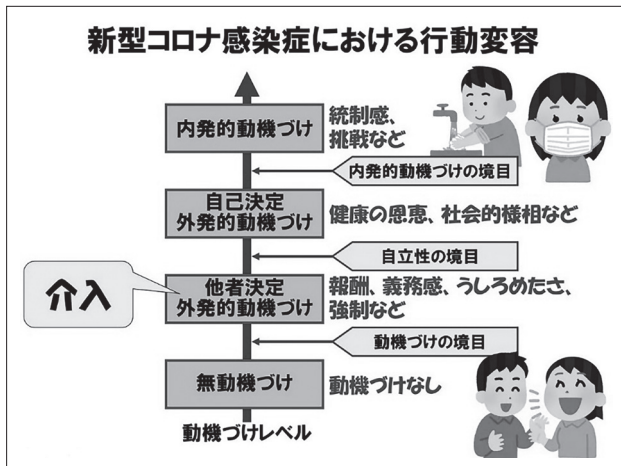 新型コロナ感染症における行動変容
内発的動機づけ
統制感、
挑戦など
内発的動機づけの境目
自己決定
外発的動機づけ
健康の恩恵、社会的様相など
自立性の境目
介入
他者決定
外発的動機づけ
報酬、義務感、うしろめたさ、
強制など
動機づけの境目
無動機づけ
動機づけなし
動機づけレベル